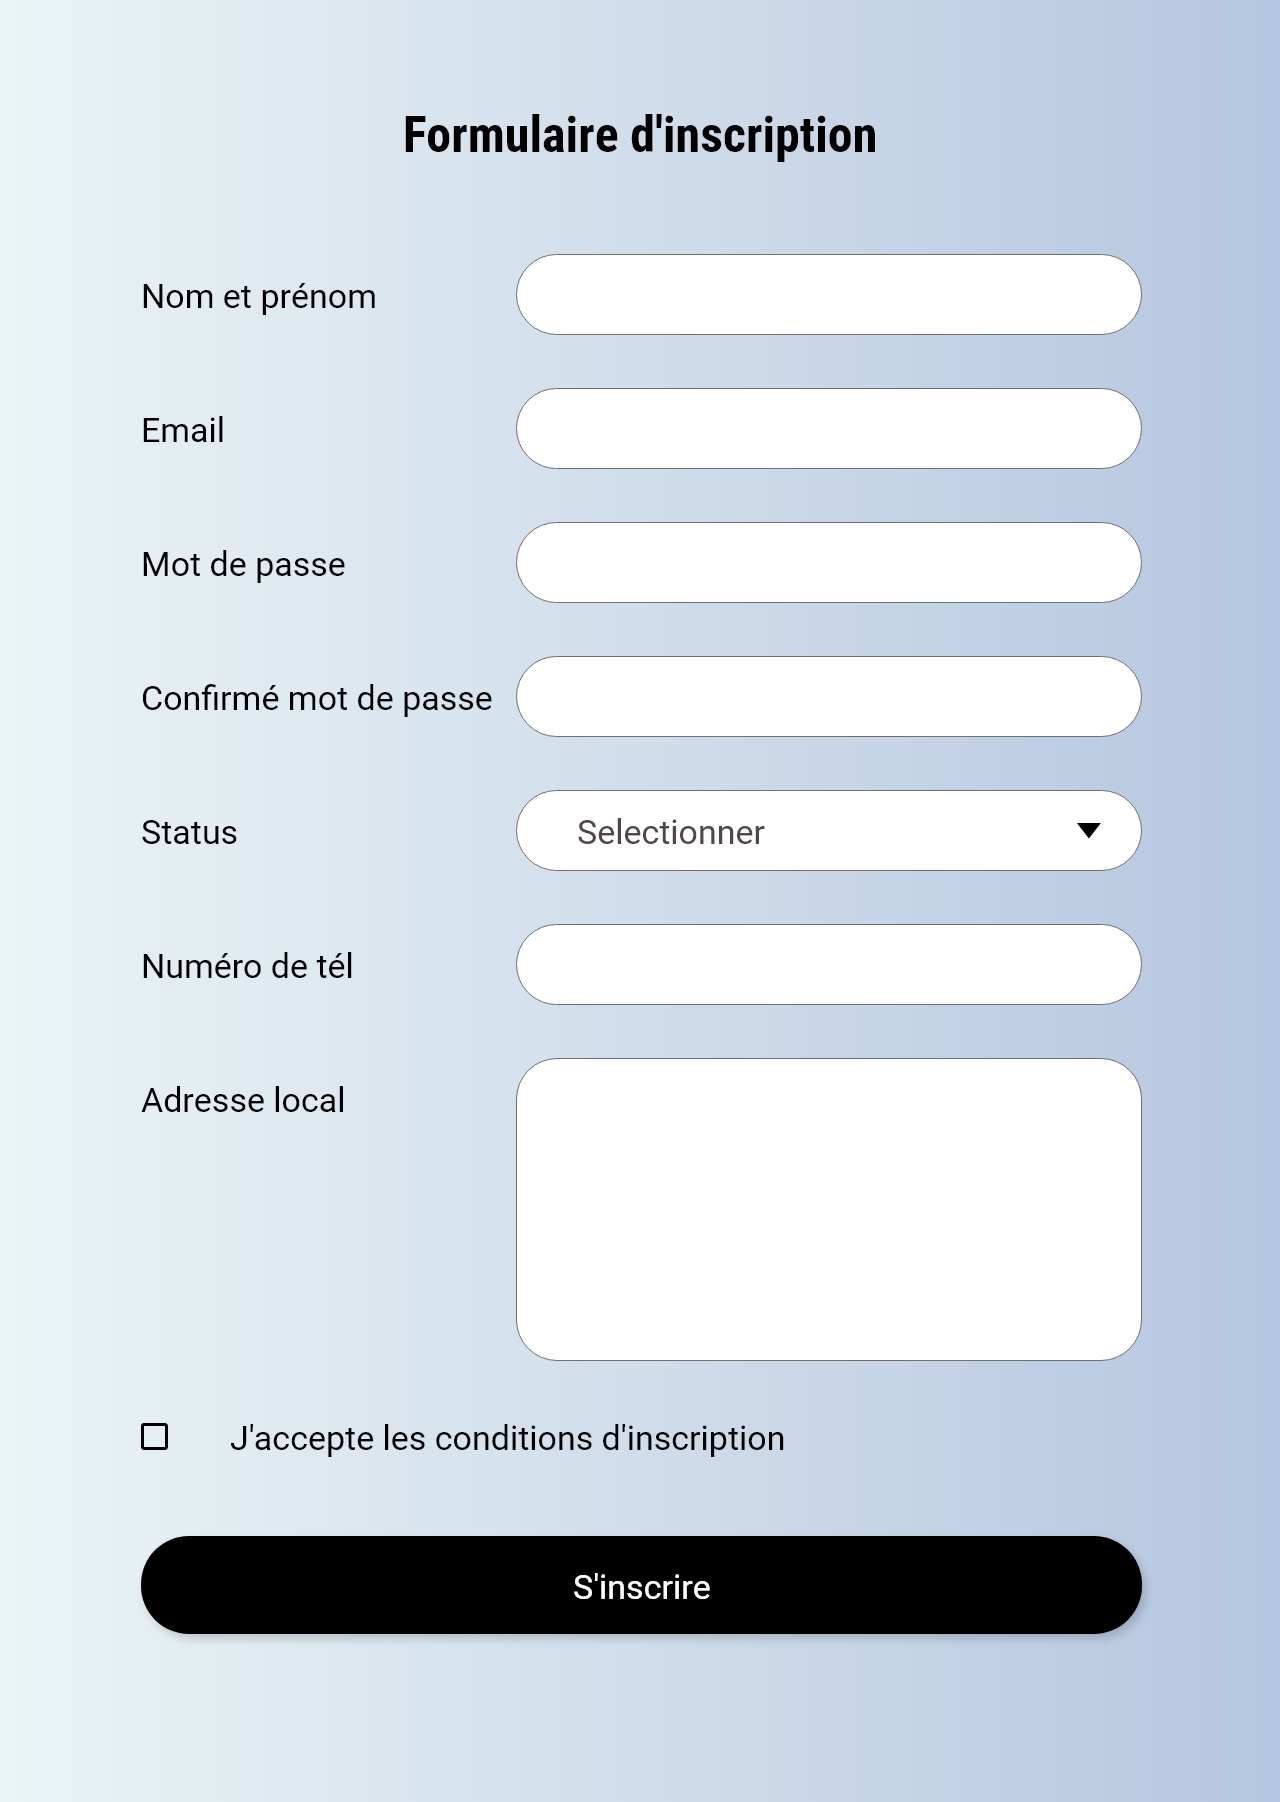 Formulaire d'inscription
Nom et prénom
Email
Mot de passe
Confirmé mot de passe
Status
Selectionner
Numéro de tél
Adresse local
J'accepte les conditions d'inscription
S'inscrire